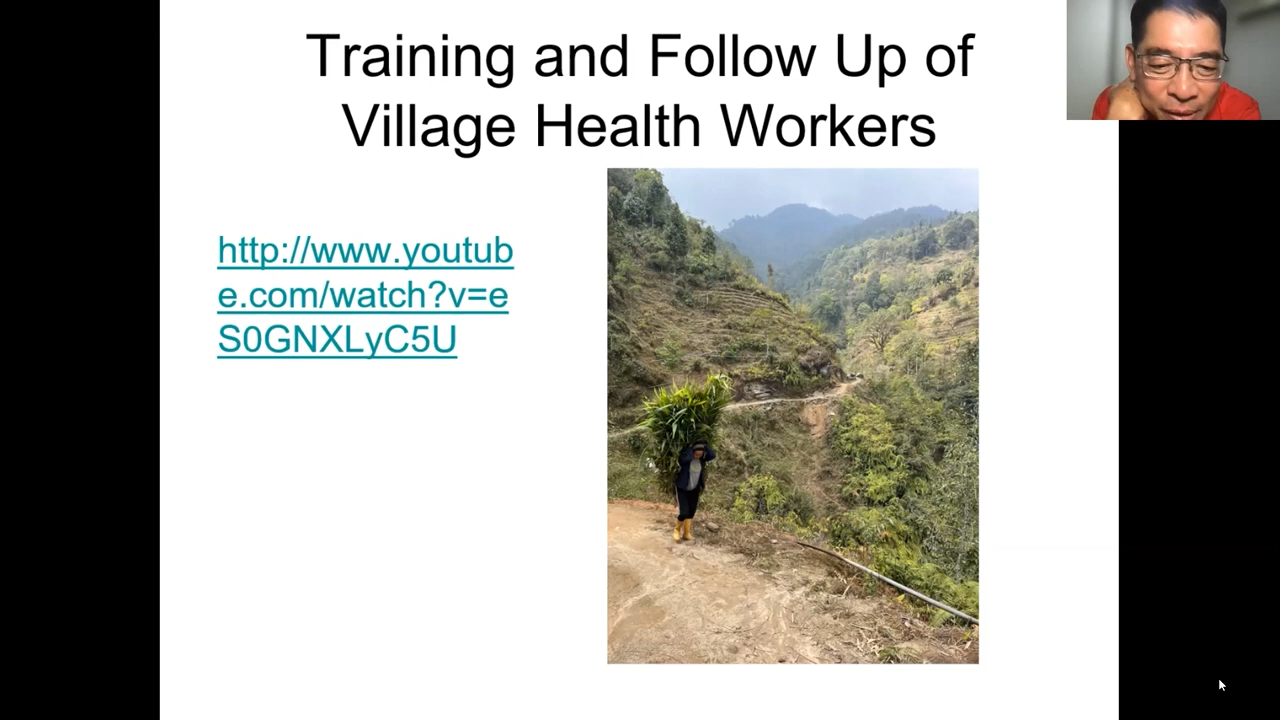 Training and Follow Up of
Village Health Workers
http://www.youtub
e.com/watch?v=e
S0GNXLyC5U